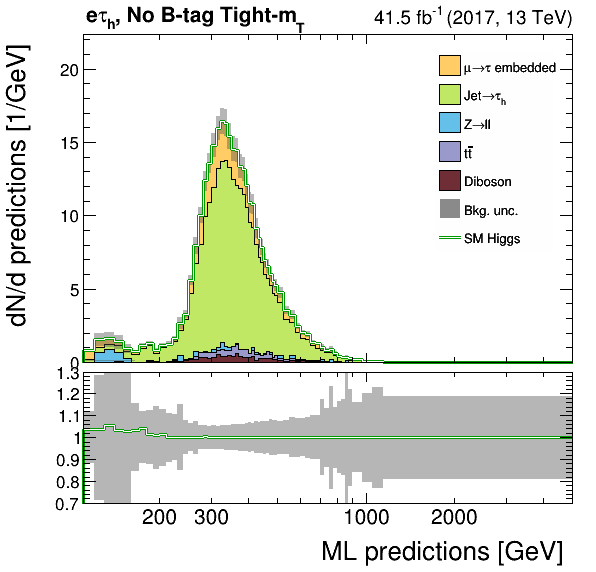 eτh, No B-tag Tight-mT
41.5 fb-1 (2017, 13 TeV)
dN/d predictions [1/GeV]
20
15
10
5
0
μ→τ embedded
Jet→τh
Z→ll
tt̅
Diboson
Bkg. unc.
SM Higgs
1.3
1.2
1.1
1
0.9
0.8
0.7
200 300 1000 2000
ML predictions [GeV]